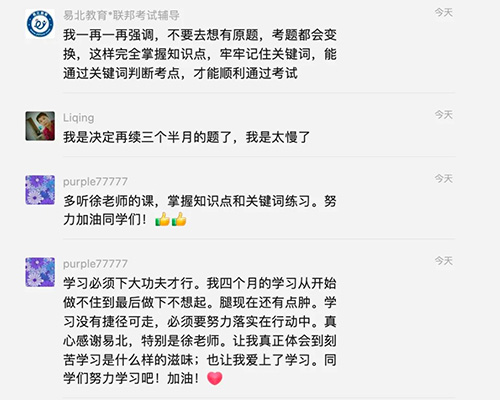 易北教育*联邦考试辅导
今天
我一再一再强调，不要去想有原题，考题都会变
换，这样完全掌握知识点，牢牢记住关键词，能
通过关键词判断考点，才能顺利通过考试
Liqing
今天
我是决定再续三个半月的题了，我是太慢了
purple77777
今天
多听徐老师的课，掌握知识点和关键词练习。努
力加油同学们！👍👍
purple77777
今天
学习必须下大功夫才行。我四个月的学习从开始
做不住到最后做下不想起。腿现在还有点肿。学
习没有捷径可走，必须要努力落实在行动中。真
心感谢易北，特别是徐老师。让我真正体会到刻
苦学习是什么样的滋味；也让我爱上了学习。同
学们努力学习吧！加油！❤️